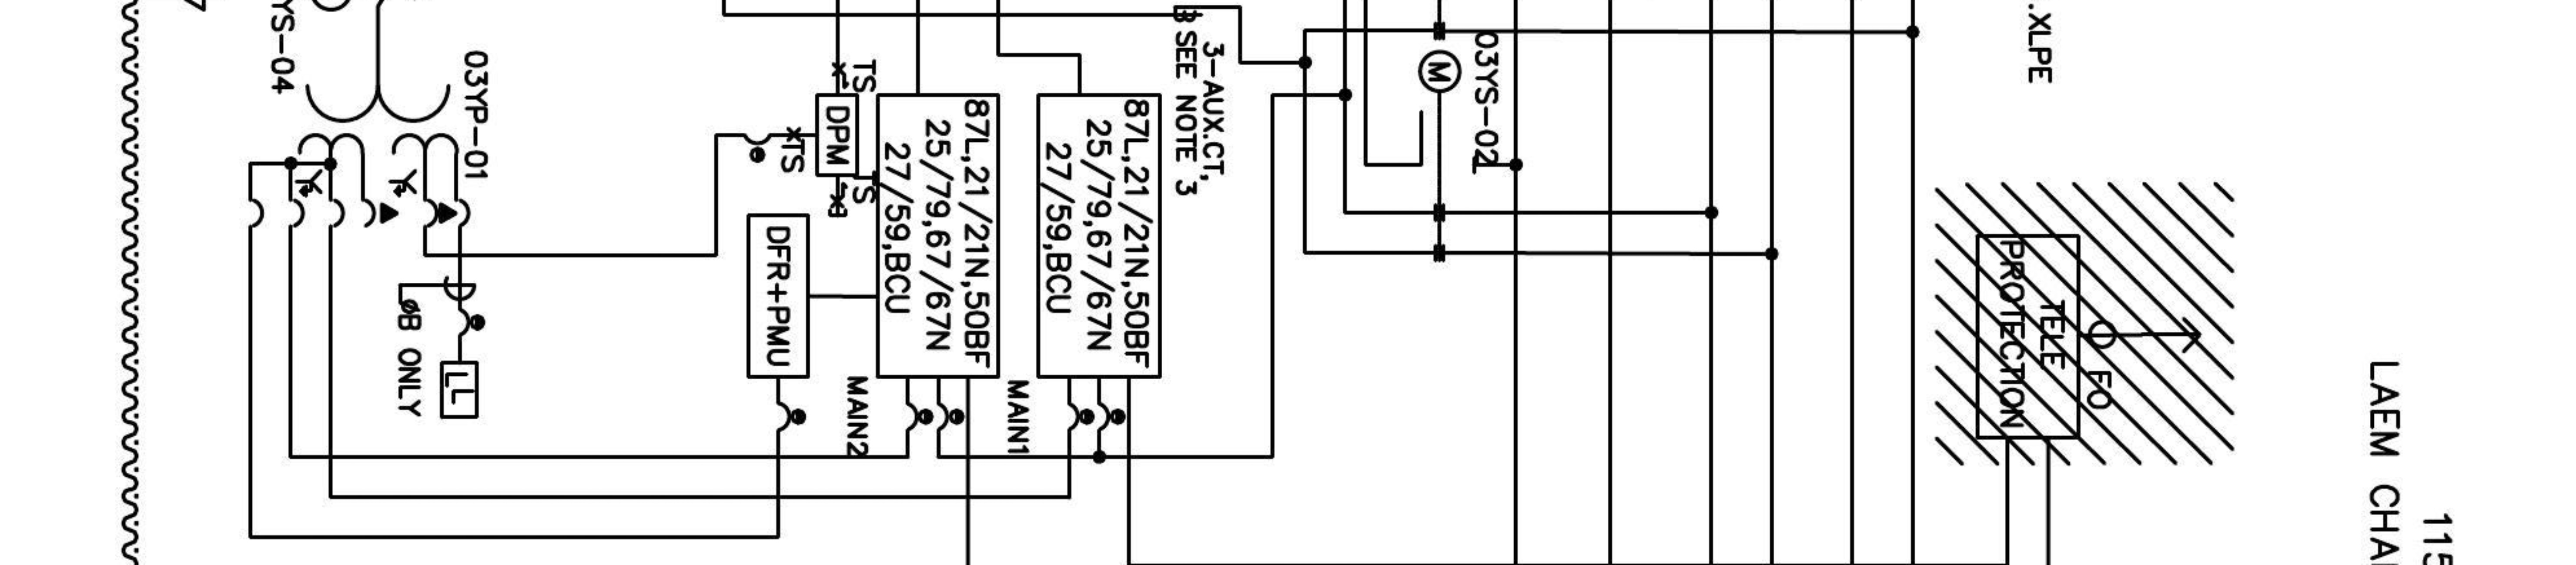 YS-04
03YP-01
øB ONLY
LL
TS
DPM
TS
TS
DFR+PMU
87L,21/21N,50BF
25/79,67/67N
27/59,BCU
MAIN2
87L,21/21N,50BF
25/79,67/67N
27/59,BCU
MAIN1
3-AUX.CT,
SEE NOTE 3
M
03YS-02
.XLPE
TELE
PROTECTION
FO
115
LAEM CHA